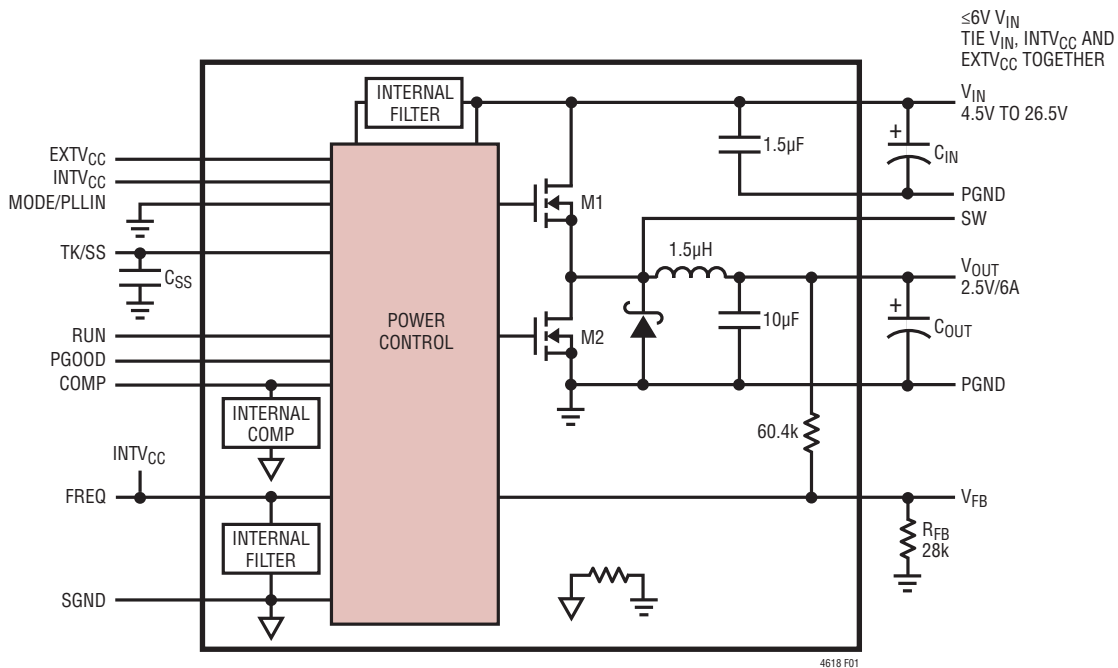 ≤6V VIN
TIE VIN, INTVCC AND
EXTVCC TOGETHER
VIN
4.5V TO 26.5V
INTERNAL
FILTER
EXTVCC
INTVCC
MODE/PLLIN
1.5µF
+
CIN
PGND
M1
SW
TK/SS
CSS
1.5µH
VOUT
2.5V/6A
RUN
PGOOD
COMP
POWER
CONTROL
M2
10µF
+
COUT
PGND
INTERNAL
COMP
60.4k
INTVCC
FREQ
VFB
INTERNAL
FILTER
RFB
28k
SGND
4618 F01